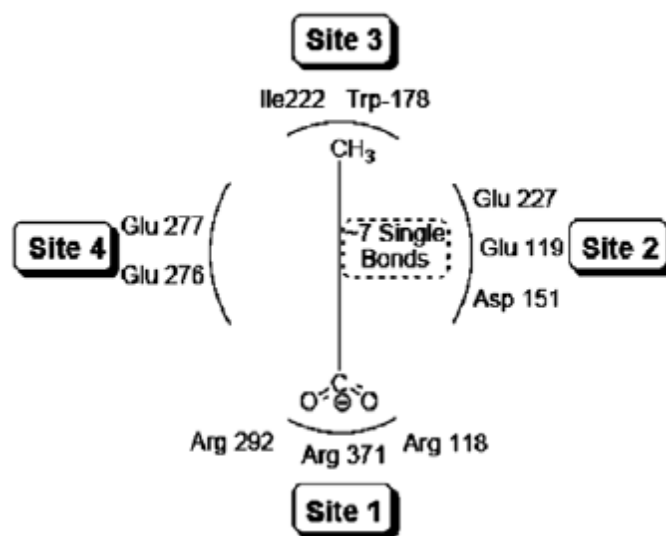 Site 3
Ile222 Trp-178
CH3
Glu 277
Glu 227
Site 4
~7 Single
Bonds
Glu 119
Site 2
Glu 276
Asp 151
C
O ⊖ O
Arg 292
Arg 371
Arg 118
Site 1